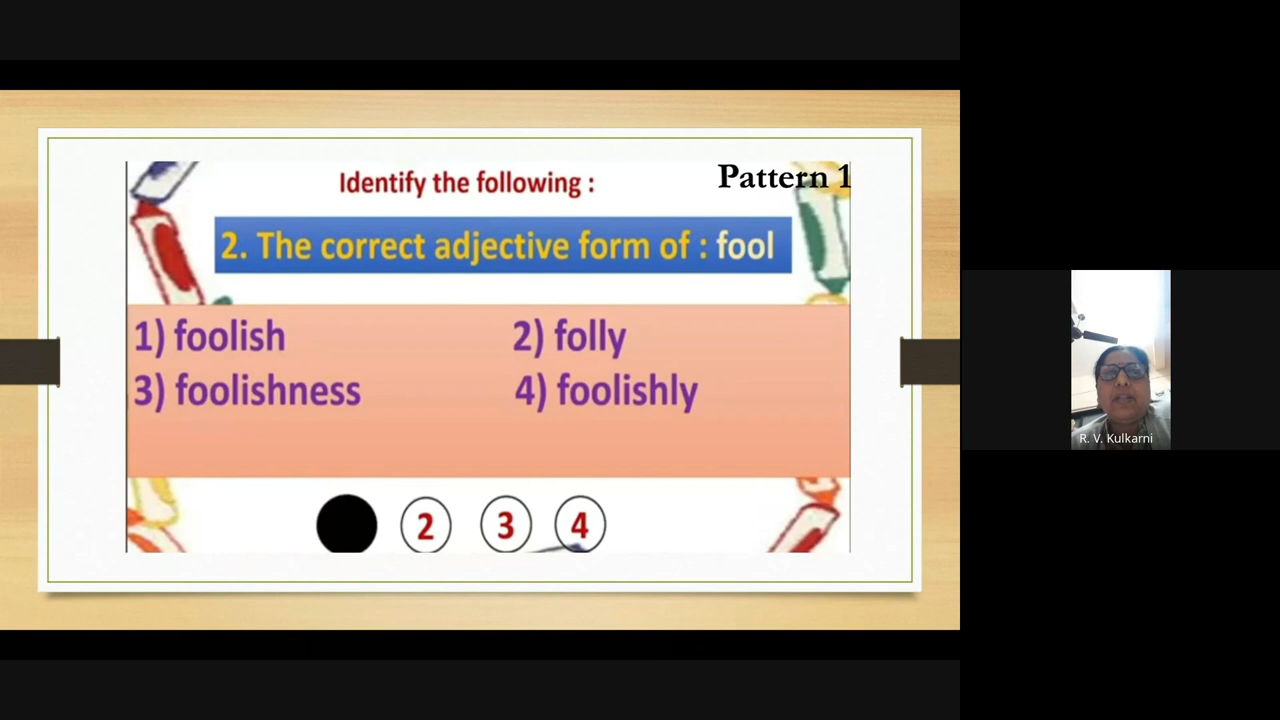 Identify the following :
Pattern 1
2. The correct adjective form of : fool
1) foolish 2) folly
3) foolishness 4) foolishly
2 3 4
R. V. Kulkarni